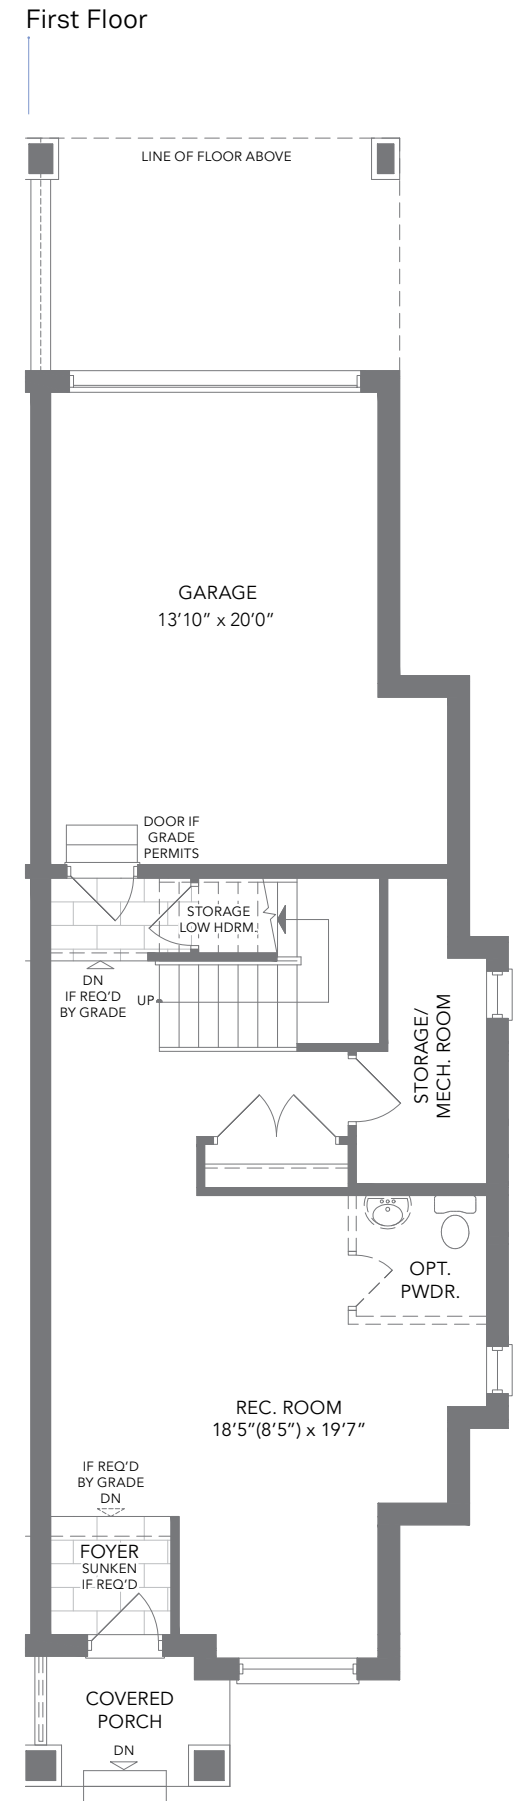 First Floor
LINE OF FLOOR ABOVE
GARAGE
13'10" x 20'0"
DOOR IF
GRADE
PERMITS
STORAGE
LOW HDRM.
DN
IF REQ'D
BY GRADE
UP
STORAGE/
MECH. ROOM
OPT.
PWDR.
REC. ROOM
18'5"(8'5") x 19'7"
IF REQ'D
BY GRADE
DN
FOYER
SUNKEN
IF REQ'D
COVERED
PORCH
DN